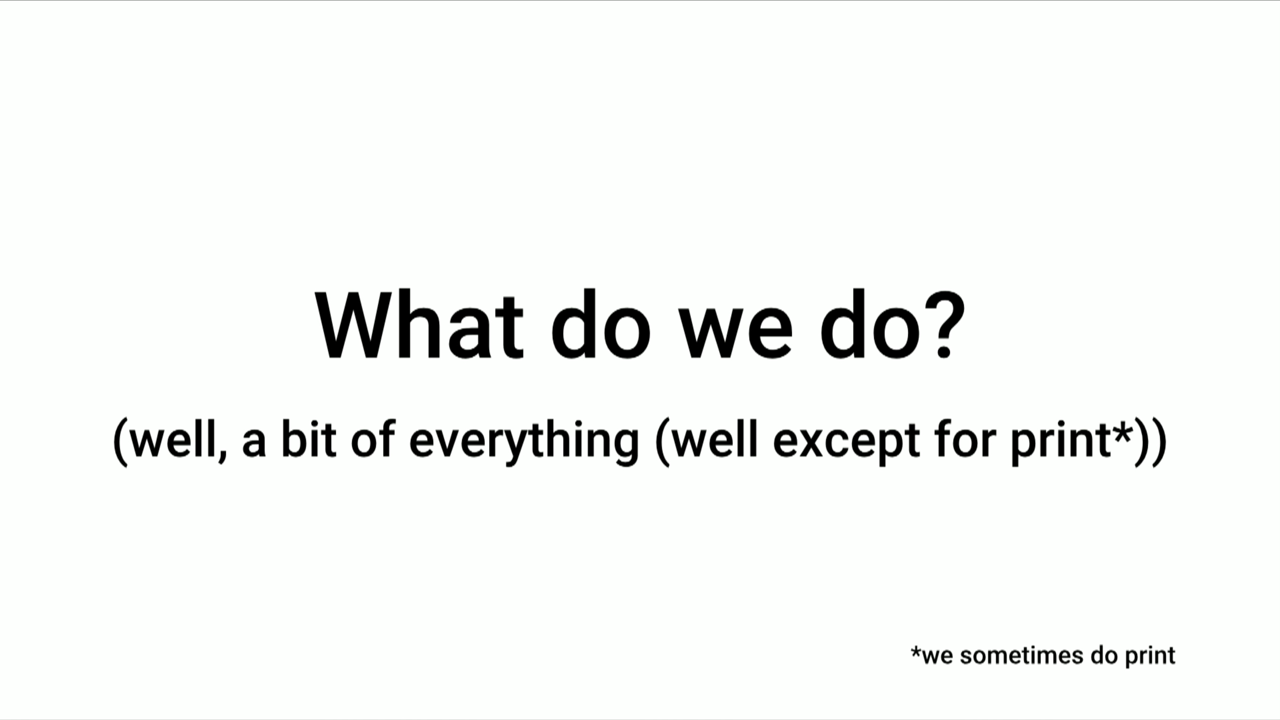 What do we do?
(well, a bit of everything (well except for print*))
*we sometimes do print